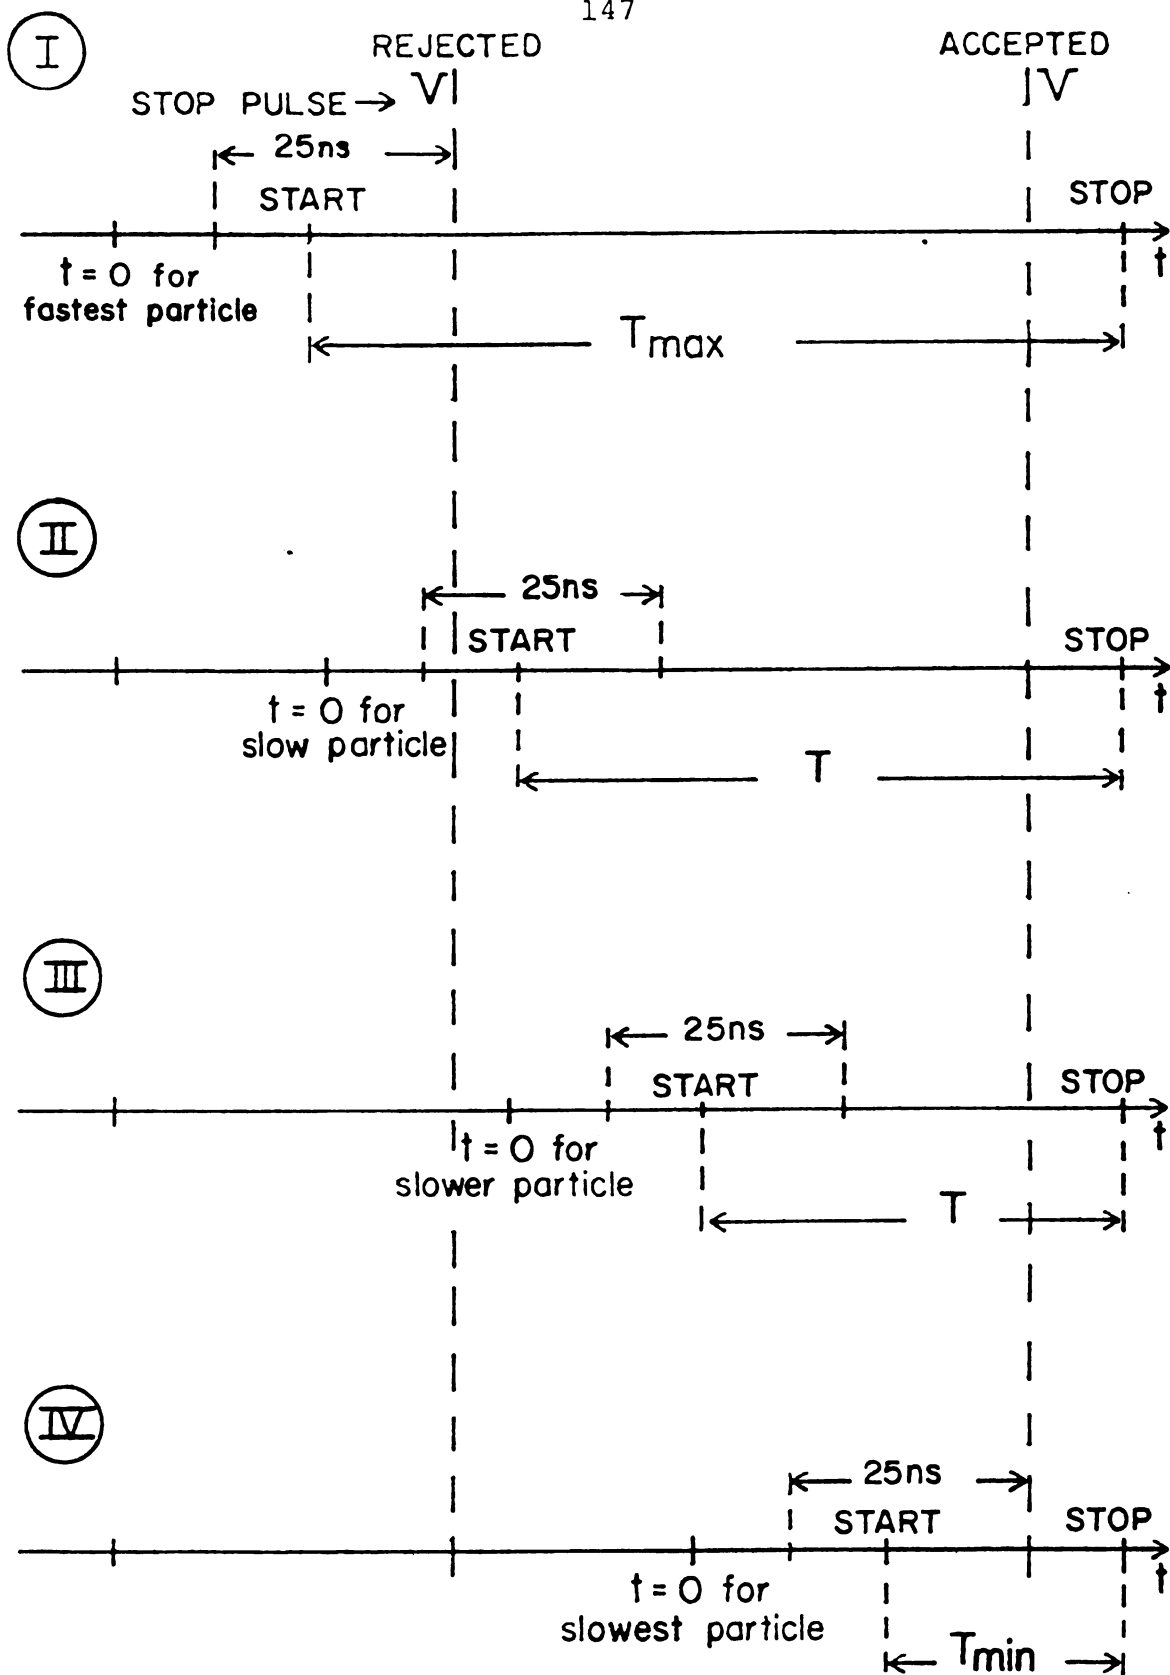 147
I
REJECTED
ACCEPTED
STOP PULSE →
25ns
START
STOP
t = 0 for
fastest particle
t
Tmax
II
25ns
START
STOP
t = 0 for
slow particle
t
T
III
25ns
START
STOP
t = 0 for
slower particle
t
T
IV
25ns
START
STOP
t = 0 for
slowest particle
t
Tmin